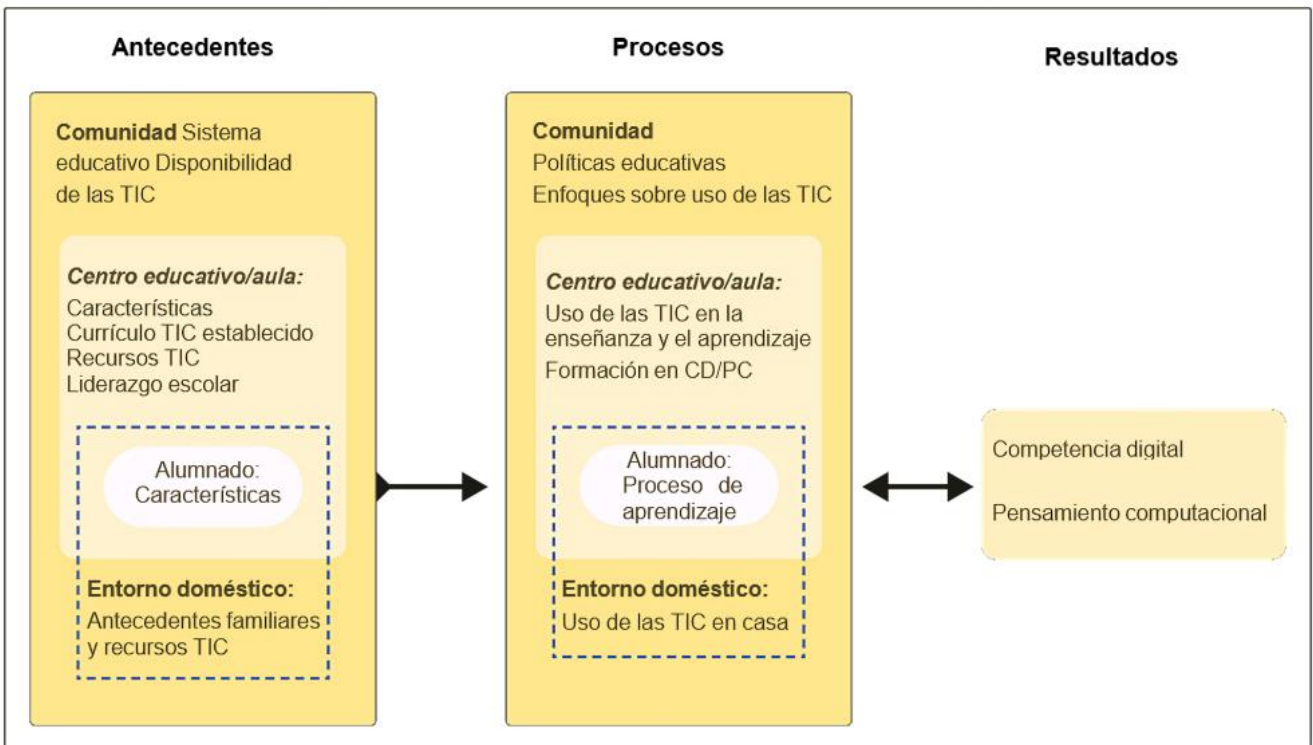 Antecedentes
Procesos
Resultados
Comunidad Sistema
educativo Disponibilidad
de las TIC
Centro educativo/aula:
Características
Currículo TIC establecido
Recursos TIC
Liderazgo escolar
Alumnado:
Características
Entorno doméstico:
Antecedentes familiares
y recursos TIC
Comunidad
Políticas educativas
Enfoques sobre uso de las TIC
Centro educativo/aula:
Uso de las TIC en la
enseñanza y el aprendizaje
Formación en CD/PC
Alumnado:
Proceso de
aprendizaje
Entorno doméstico:
Uso de las TIC en casa
Competencia digital
Pensamiento computacional